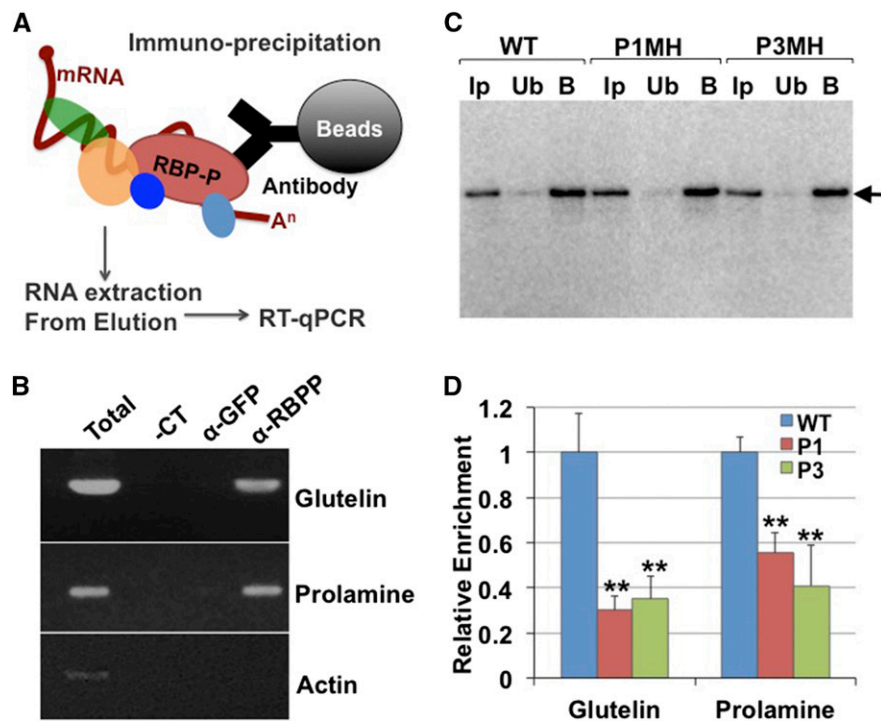 A
Immuno-precipitation
mRNA
RBP-P
Beads
Antibody
Aⁿ
RNA extraction
From Elution
RT-qPCR
B
Total -CT α-GFP α-RBPP
Glutelin
Prolamine
Actin
C
WT P1MH P3MH
Ip Ub B Ip Ub B Ip Ub B
D
Relative Enrichment
1.2
1
0.8
0.6
0.4
0.2
0
WT
P1
P3
** ** ** **
Glutelin Prolamine